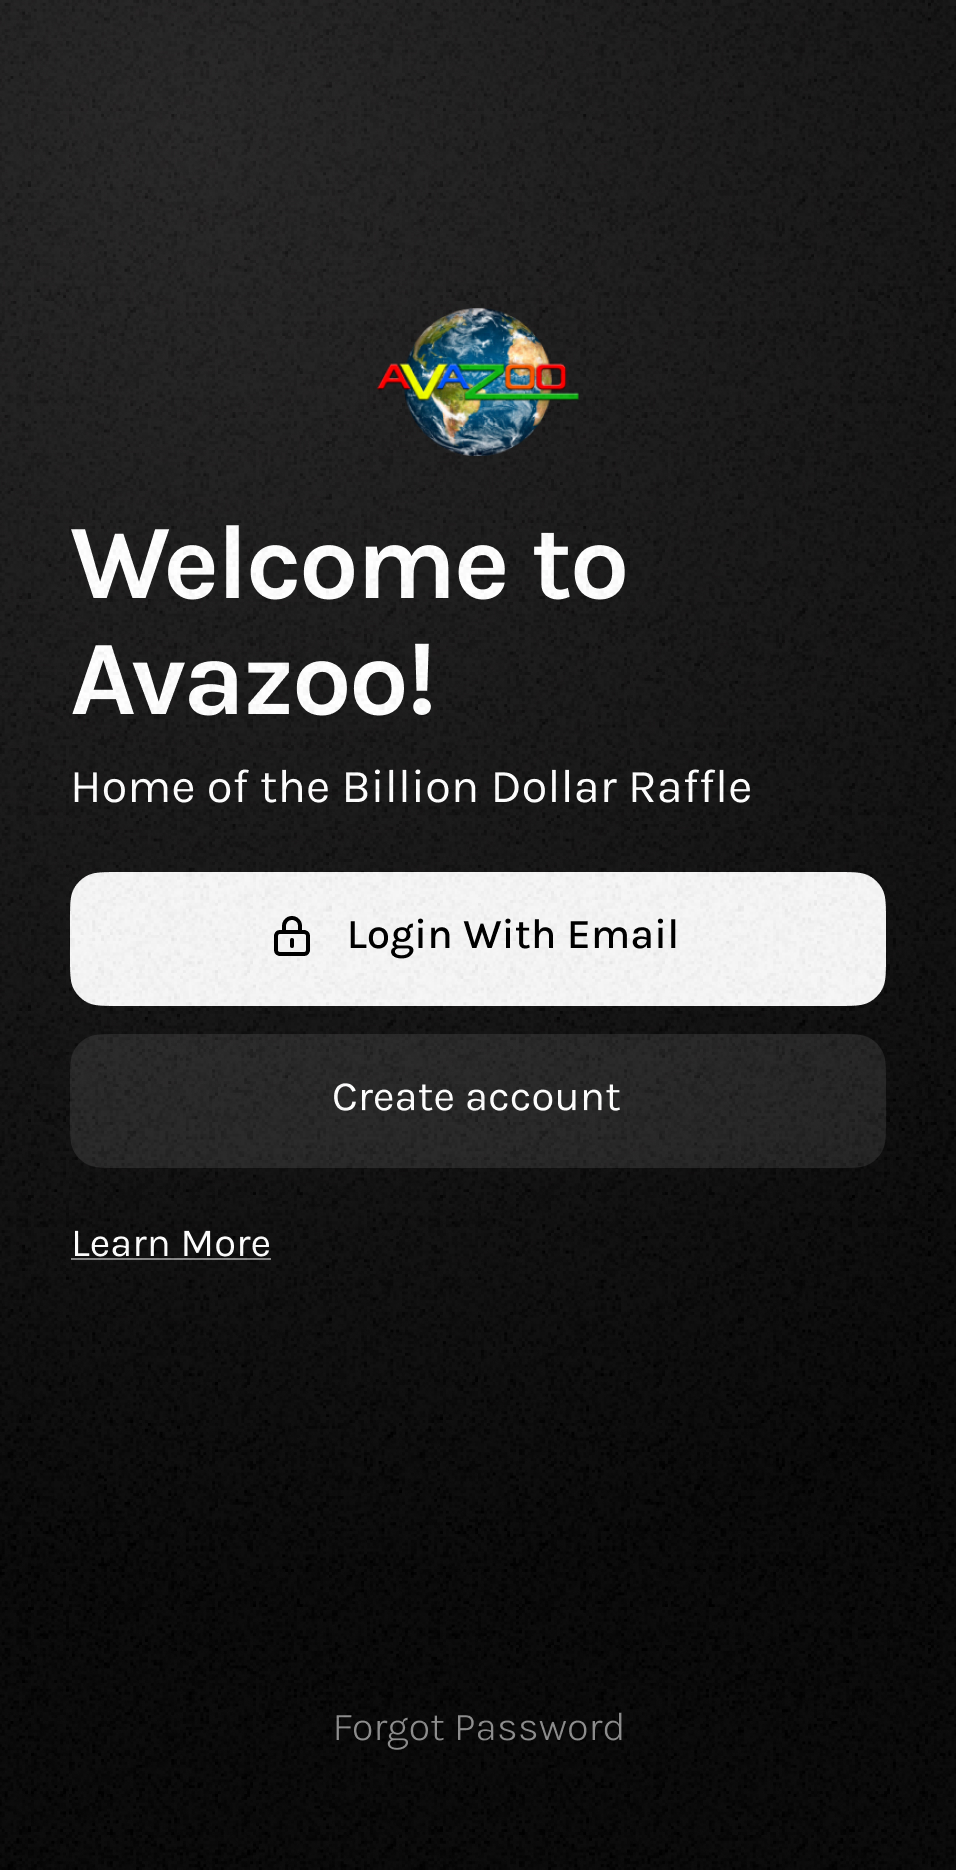 AVAZOO
Welcome to
Avazoo!
Home of the Billion Dollar Raffle
Login With Email
Create account
Learn More
Forgot Password